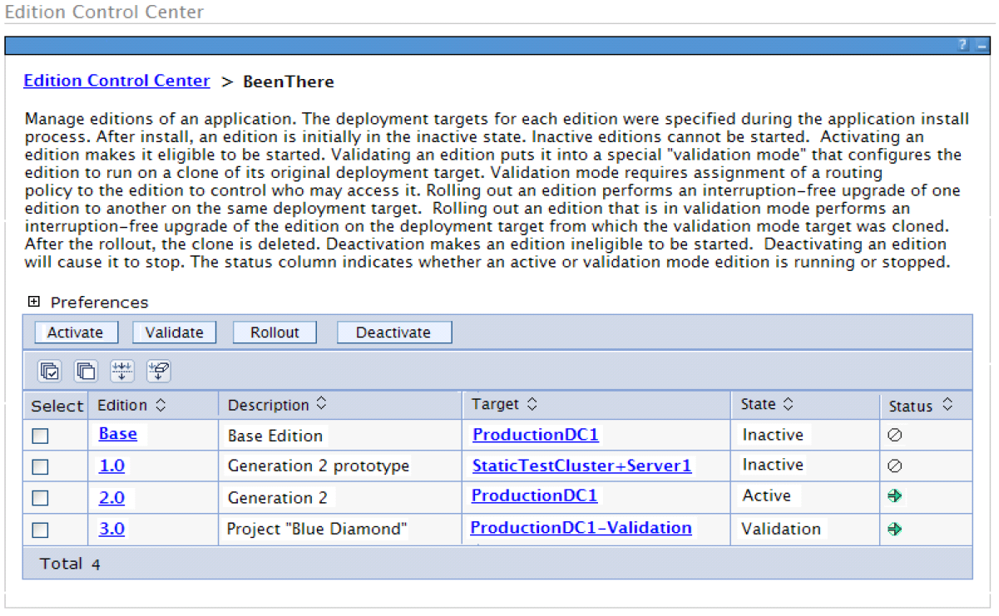 Edition Control Center
? _
Edition Control Center > BeenThere
Manage editions of an application. The deployment targets for each edition were specified during the application install
process. After install, an edition is initially in the inactive state. Inactive editions cannot be started.  Activating an
edition makes it eligible to be started. Validating an edition puts it into a special "validation mode" that configures the
edition to run on a clone of its original deployment target. Validation mode requires assignment of a routing
policy to the edition to control who may access it. Rolling out an edition performs an interruption-free upgrade of one
edition to another on the same deployment target.  Rolling out an edition that is in validation mode performs an
interruption-free upgrade of the edition on the deployment target from which the validation mode target was cloned.
After the rollout, the clone is deleted. Deactivation makes an edition ineligible to be started.  Deactivating an edition
will cause it to stop. The status column indicates whether an active or validation mode edition is running or stopped.
Preferences
Activate Validate Rollout Deactivate
Select Edition Description Target State Status
Base Base Edition ProductionDC1 Inactive
1.0 Generation 2 prototype StaticTestCluster+Server1 Inactive
2.0 Generation 2 ProductionDC1 Active
3.0 Project "Blue Diamond" ProductionDC1-Validation Validation
Total 4